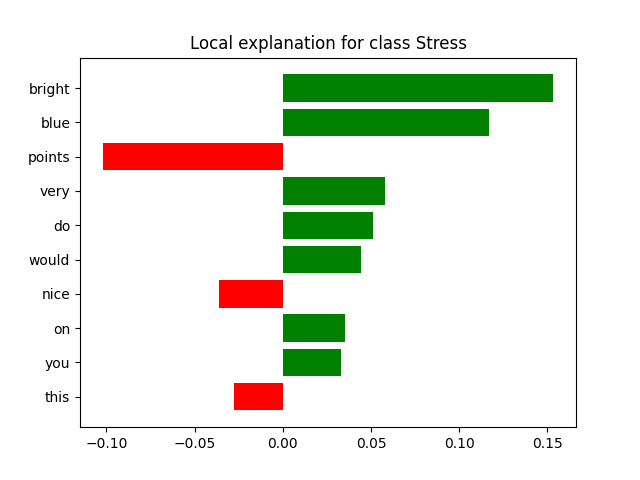 Local explanation for class Stress
bright
blue
points
very
do
would
nice
on
you
this
−0.10 −0.05 0.00 0.05 0.10 0.15